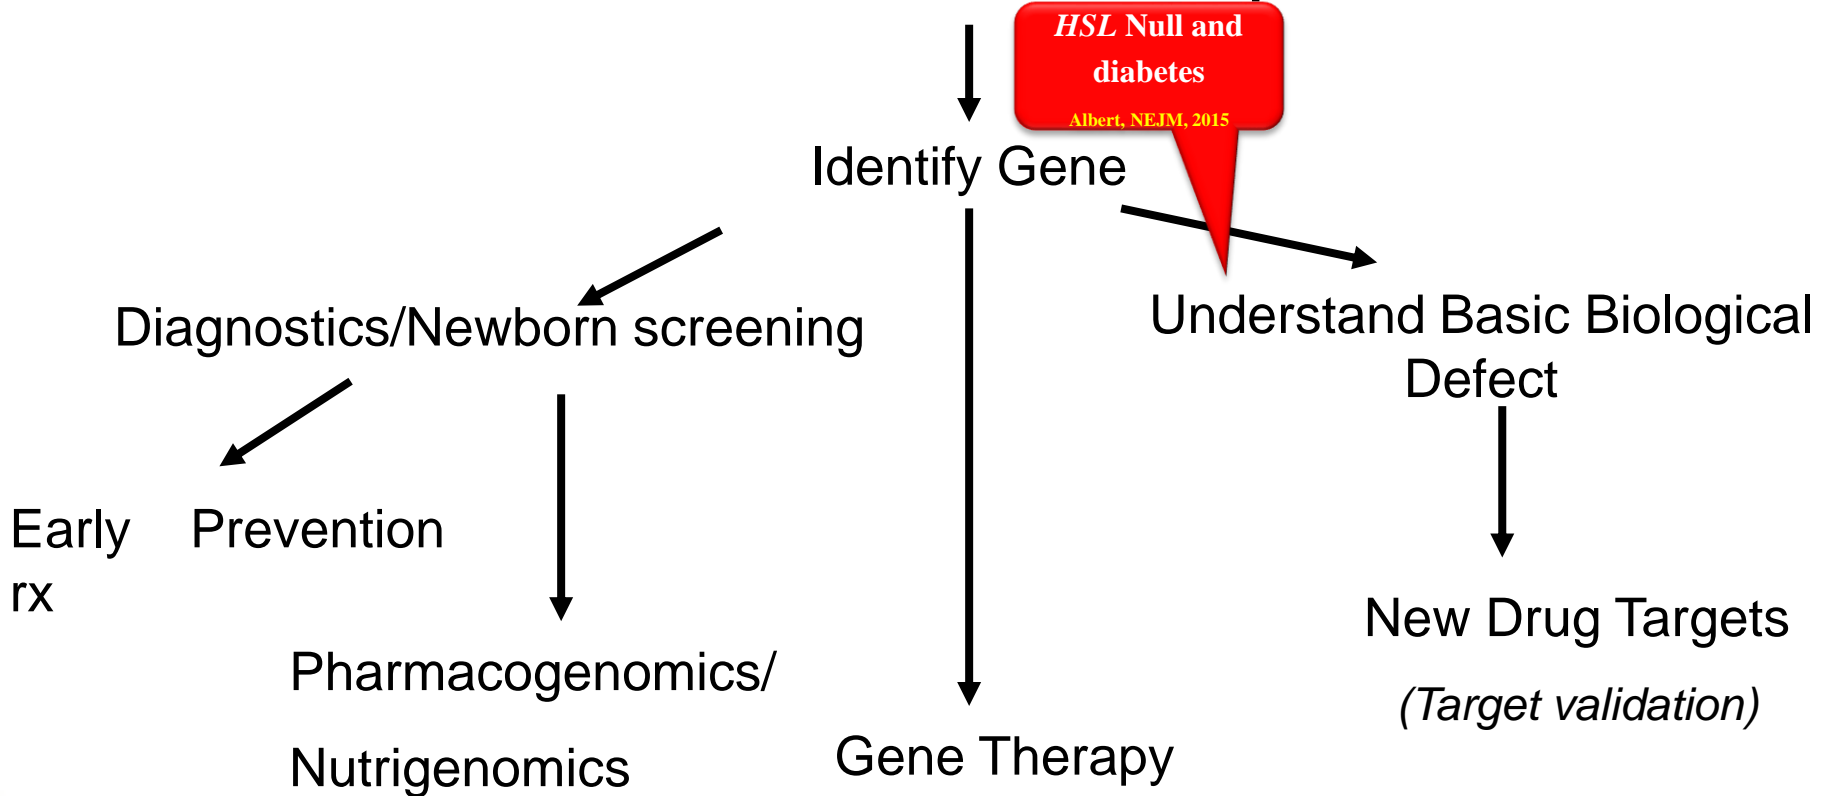 HSL Null and
diabetes
Albert, NEJM, 2015
Identify Gene
Diagnostics/Newborn screening
Understand Basic Biological
Defect
Early
rx
Prevention
New Drug Targets
(Target validation)
Pharmacogenomics/
Nutrigenomics
Gene Therapy